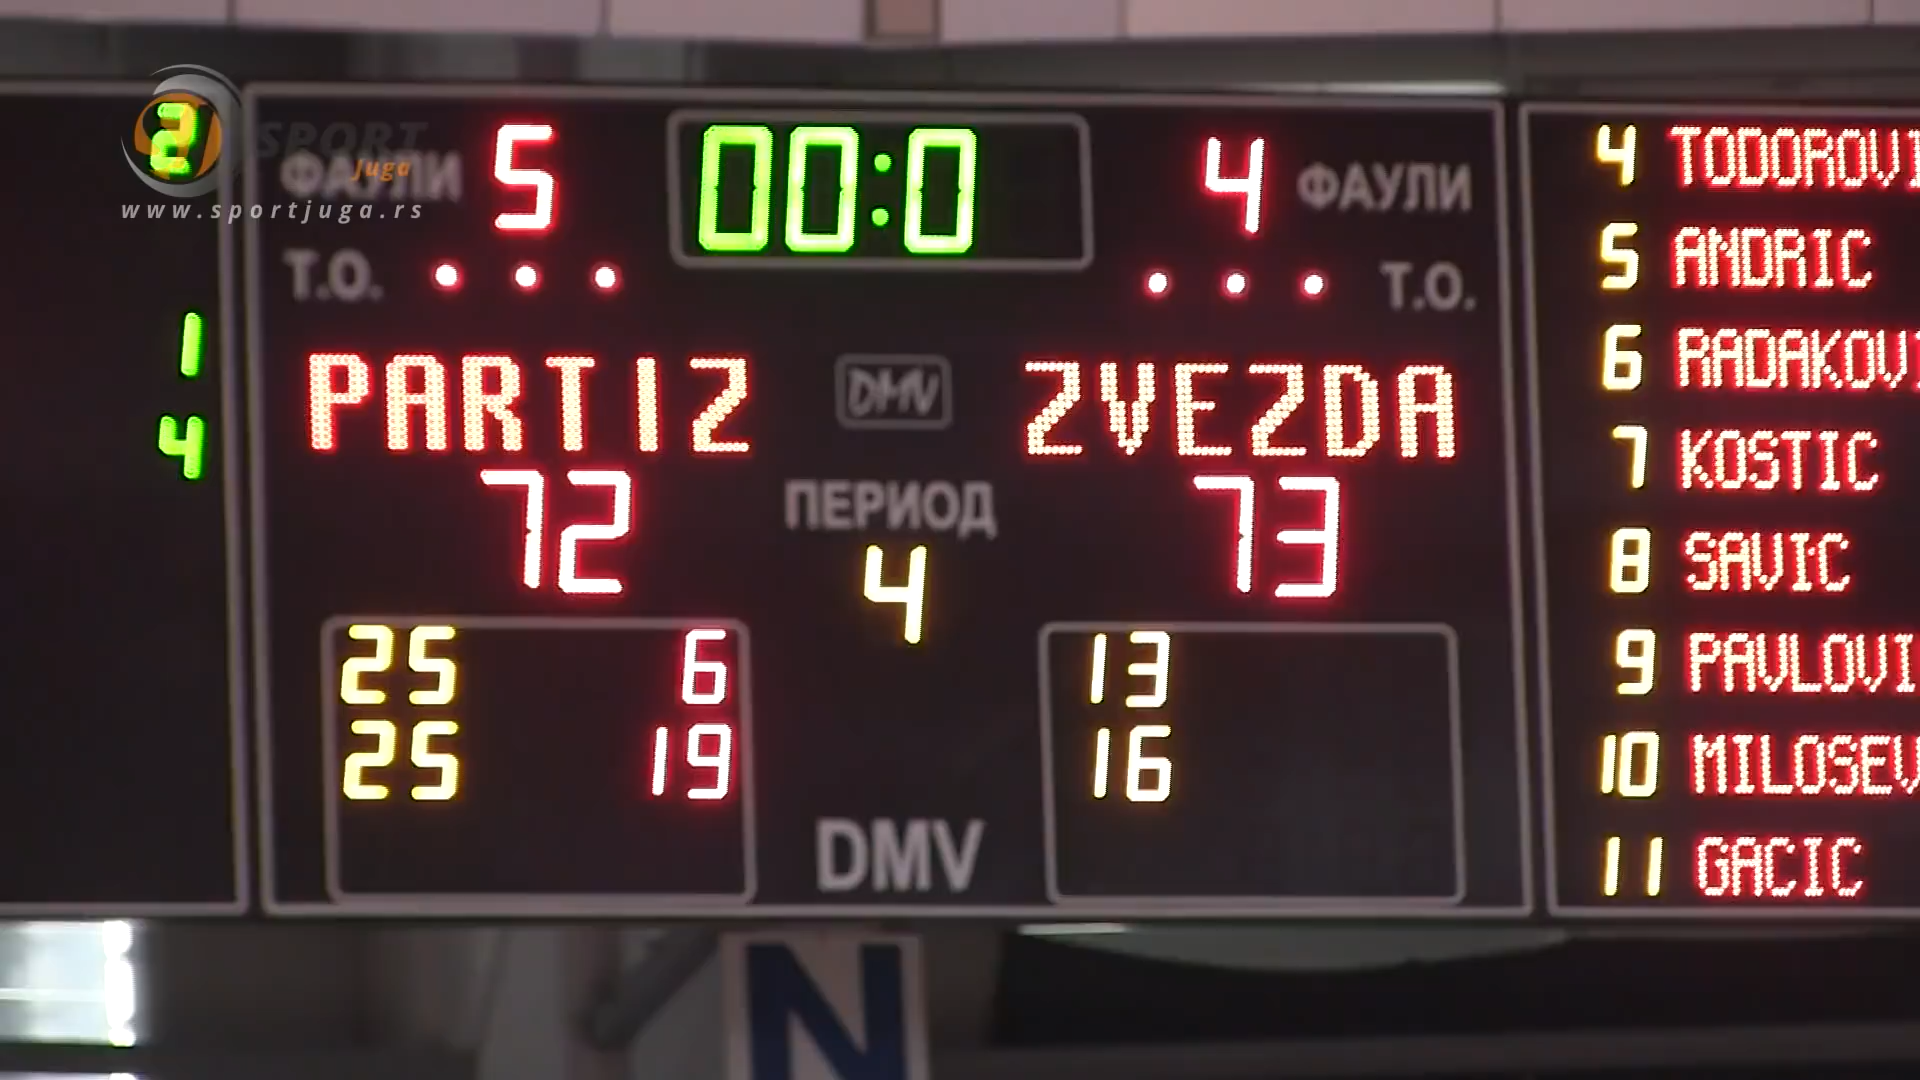 2
1
4
SPORT
Juga
www.sportjuga.rs
ФАУЛИ 5 00:0 4 ФАУЛИ
Т.О. Т.О.
PARTIZ DMV ZVEZDA
72 ПЕРИОД 73
4
25 6 13
25 19 16
DMV
4 TODOROVI
5 ANDRIC
6 RADAKOVI
7 KOSTIC
8 SAVIC
9 PAVLOVI
10 MILOSEV
11 GACIC
N